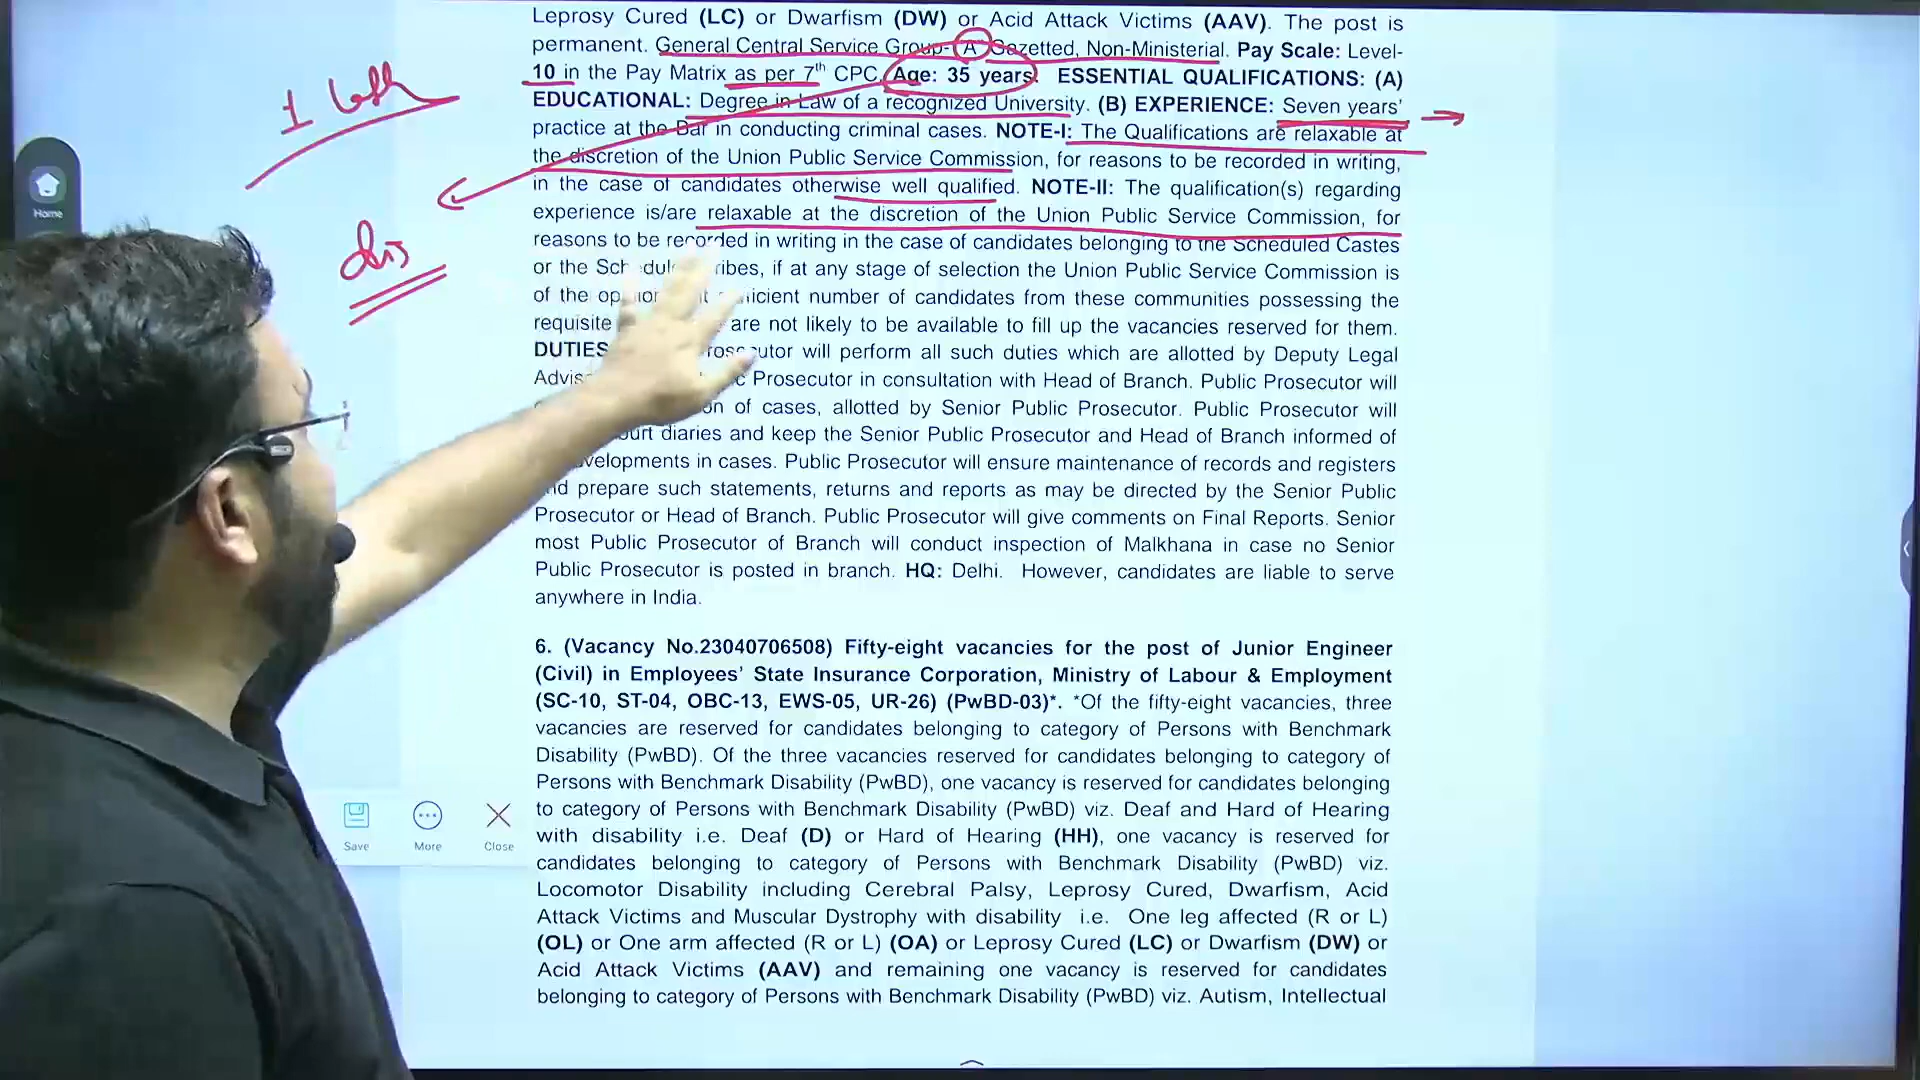 Leprosy Cured (LC) or Dwarfism (DW) or Acid Attack Victims (AAV). The post is
permanent. General Central Service Group-'A' Gazetted, Non-Ministerial. Pay Scale: Level-
10 in the Pay Matrix as per 7th CPC. Age: 35 years. ESSENTIAL QUALIFICATIONS: (A)
EDUCATIONAL: Degree in Law of a recognized University. (B) EXPERIENCE: Seven years'
practice at the Bar in conducting criminal cases. NOTE-I: The Qualifications are relaxable at
the discretion of the Union Public Service Commission, for reasons to be recorded in writing,
in the case of candidates otherwise well qualified. NOTE-II: The qualification(s) regarding
experience is/are relaxable at the discretion of the Union Public Service Commission, for
reasons to be recorded in writing in the case of candidates belonging to the Scheduled Castes
or the ribes, if at any stage of selection the Union Public Service Commission is
of the number of candidates from these communities possessing the
requisite are not likely to be available to fill up the vacancies reserved for them.
DUTIES will perform all such duties which are allotted by Deputy Legal
Prosecutor in consultation with Head of Branch. Public Prosecutor will
of cases, allotted by Senior Public Prosecutor. Public Prosecutor will
diaries and keep the Senior Public Prosecutor and Head of Branch informed of
velopments in cases. Public Prosecutor will ensure maintenance of records and registers
prepare such statements, returns and reports as may be directed by the Senior Public
Prosecutor or Head of Branch. Public Prosecutor will give comments on Final Reports. Senior
most Public Prosecutor of Branch will conduct inspection of Malkhana in case no Senior
Public Prosecutor is posted in branch. HQ: Delhi. However, candidates are liable to serve
anywhere in India.
6. (Vacancy No.23040706508) Fifty-eight vacancies for the post of Junior Engineer
(Civil) in Employees' State Insurance Corporation, Ministry of Labour & Employment
(SC-10, ST-04, OBC-13, EWS-05, UR-26) (PwBD-03)*. *Of the fifty-eight vacancies, three
vacancies are reserved for candidates belonging to category of Persons with Benchmark
Disability (PwBD). Of the three vacancies reserved for candidates belonging to category of
Persons with Benchmark Disability (PwBD), one vacancy is reserved for candidates belonging
to category of Persons with Benchmark Disability (PwBD) viz. Deaf and Hard of Hearing
with disability i.e. Deaf (D) or Hard of Hearing (HH), one vacancy is reserved for
candidates belonging to category of Persons with Benchmark Disability (PwBD) viz.
Locomotor Disability including Cerebral Palsy, Leprosy Cured, Dwarfism, Acid
Attack Victims and Muscular Dystrophy with disability i.e. One leg affected (R or L)
(OL) or One arm affected (R or L) (OA) or Leprosy Cured (LC) or Dwarfism (DW) or
Acid Attack Victims (AAV) and remaining one vacancy is reserved for candidates
belonging to category of Persons with Benchmark Disability (PwBD) viz. Autism, Intellectual
1
Home
Save
More
Close